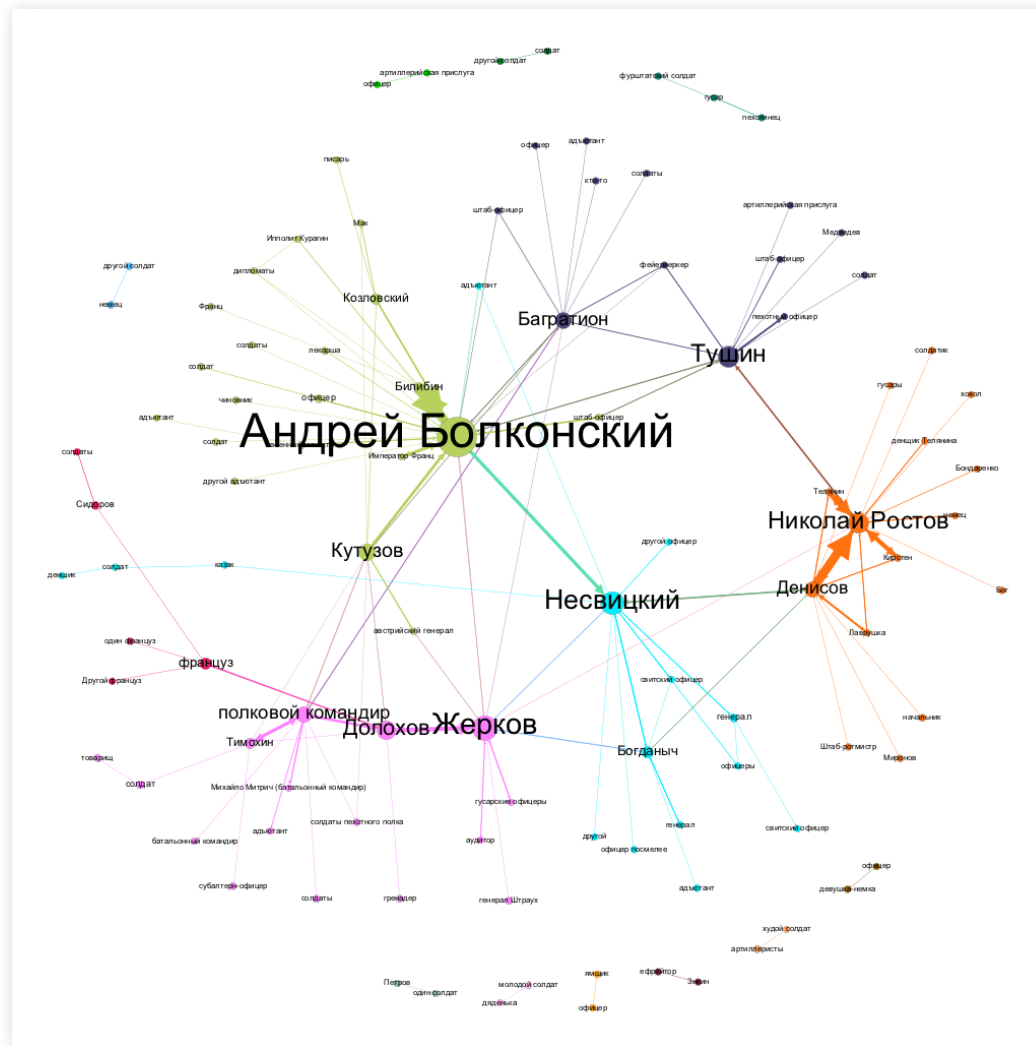 солдат
другой солдат
артиллерийская прислуга
офицер
фурштатский солдат
гусар
пехотинец
офицер
адъютант
писарь
кто-то
солдаты
штаб-офицер
артиллерийская прислуга
Мак
Медведев
Ипполит Курагин
штаб-офицер
другой солдат
дипломаты
фейерверкер
солдат
адъютант
Козловский
немец
Франц
Багратион
пехотный офицер
солдаты
лекарша
Тушин
солдатик
солдат
Билибин
гусары
чиновник
офицер
хохол
адъютант
штаб-офицер
Андрей Болконский
солдат
денщик Телянина
солдаты
Император Франц
Бондаренко
другой адъютант
Телянин
Сидоров
немец
Николай Ростов
другой офицер
Кутузов
Кирстен
казак
солдат
денщик
Денисов
Бог
Несвицкий
австрийский генерал
Лаврушка
один француз
француз
Другой француз
свитский офицер
полковой командир
генерал
начальник
Жерков
Долохов
Тимохин
Богданыч
Штаб-ротмистр
товарищ
Миронов
офицеры
солдат
Михайло Митрич (батальонный командир)
гусарские офицеры
солдаты пехотного полка
генерал
адъютант
свитский офицер
другой
батальонный командир
аудитор
офицер посмелее
офицер
субалтерн-офицер
адъютант
девушка-немка
солдаты
гренадер
генерал Штраух
худой солдат
артиллеристы
ямщик
ефрейтор
Петров
молодой солдат
один солдат
дяденька
офицер